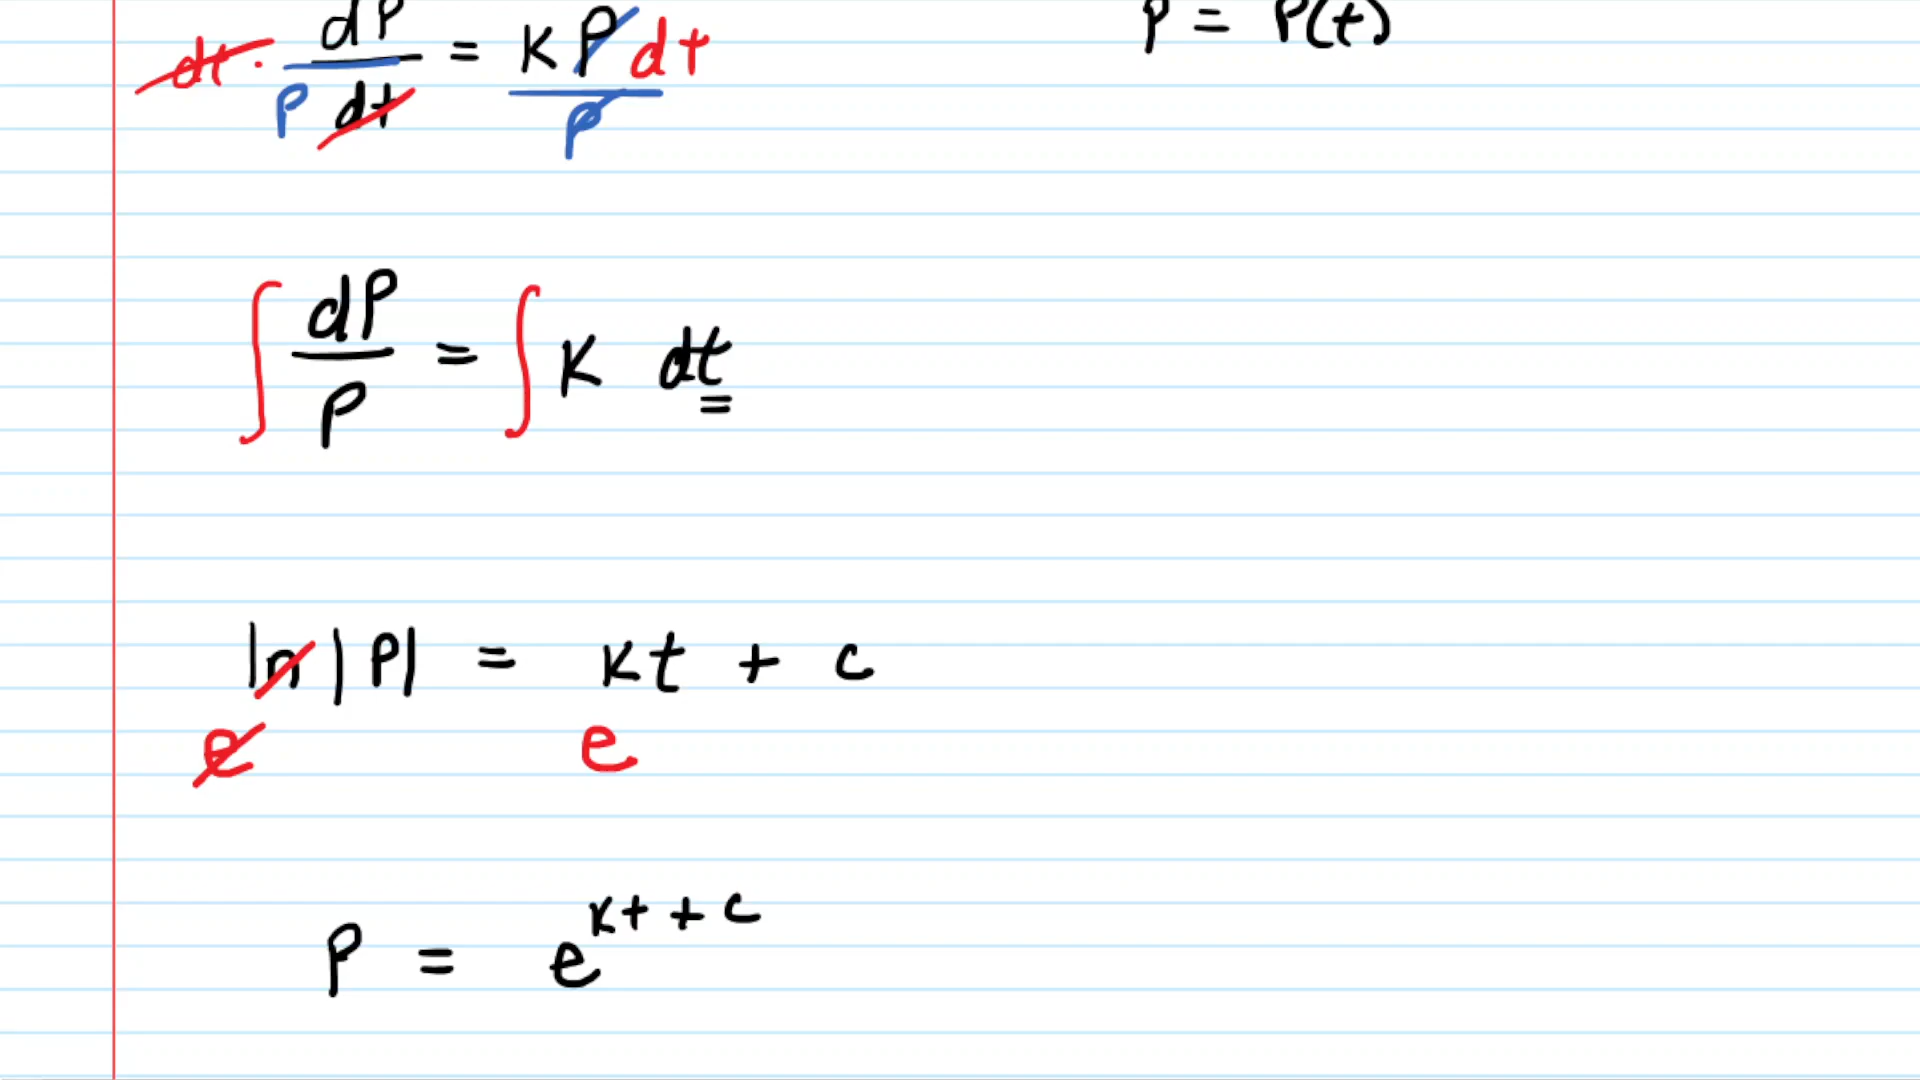 dt · dP / P dt = KP dt / P
P = P(t)
∫ dP / P = ∫ K dt
ln |P| = Kt + c
e e
P = e^{Kt + c}